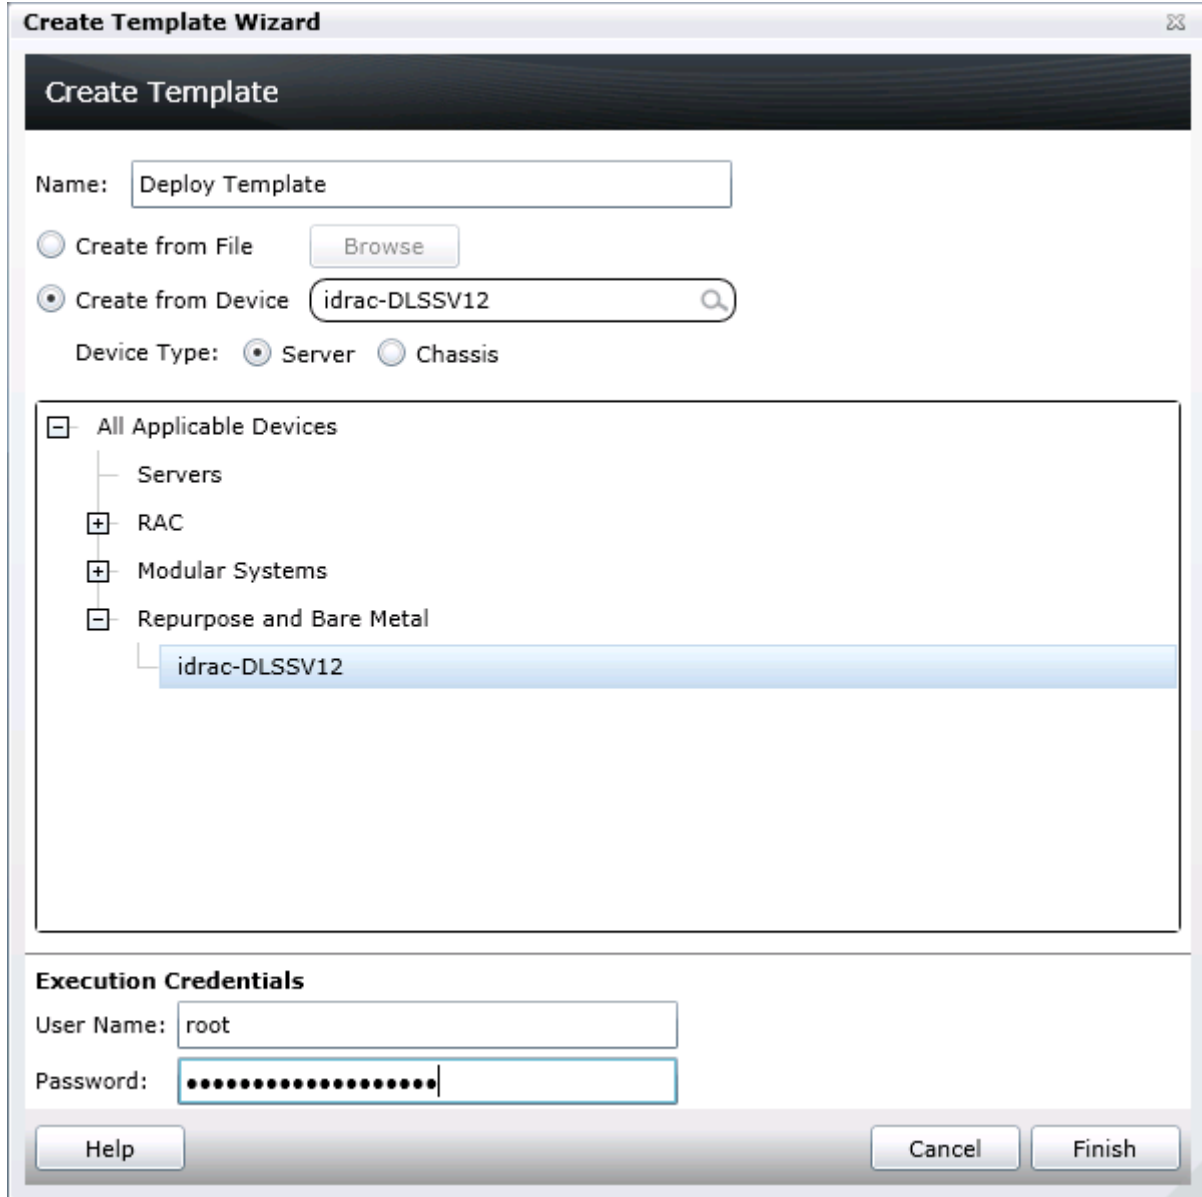 Create Template Wizard
Create Template
Name: Deploy Template
Create from File Browse
Create from Device idrac-DLSSV12
Device Type: Server Chassis
All Applicable Devices
Servers
RAC
Modular Systems
Repurpose and Bare Metal
idrac-DLSSV12
Execution Credentials
User Name: root
Password: ●●●●●●●●●●●●●●●●●●●
Help Cancel Finish